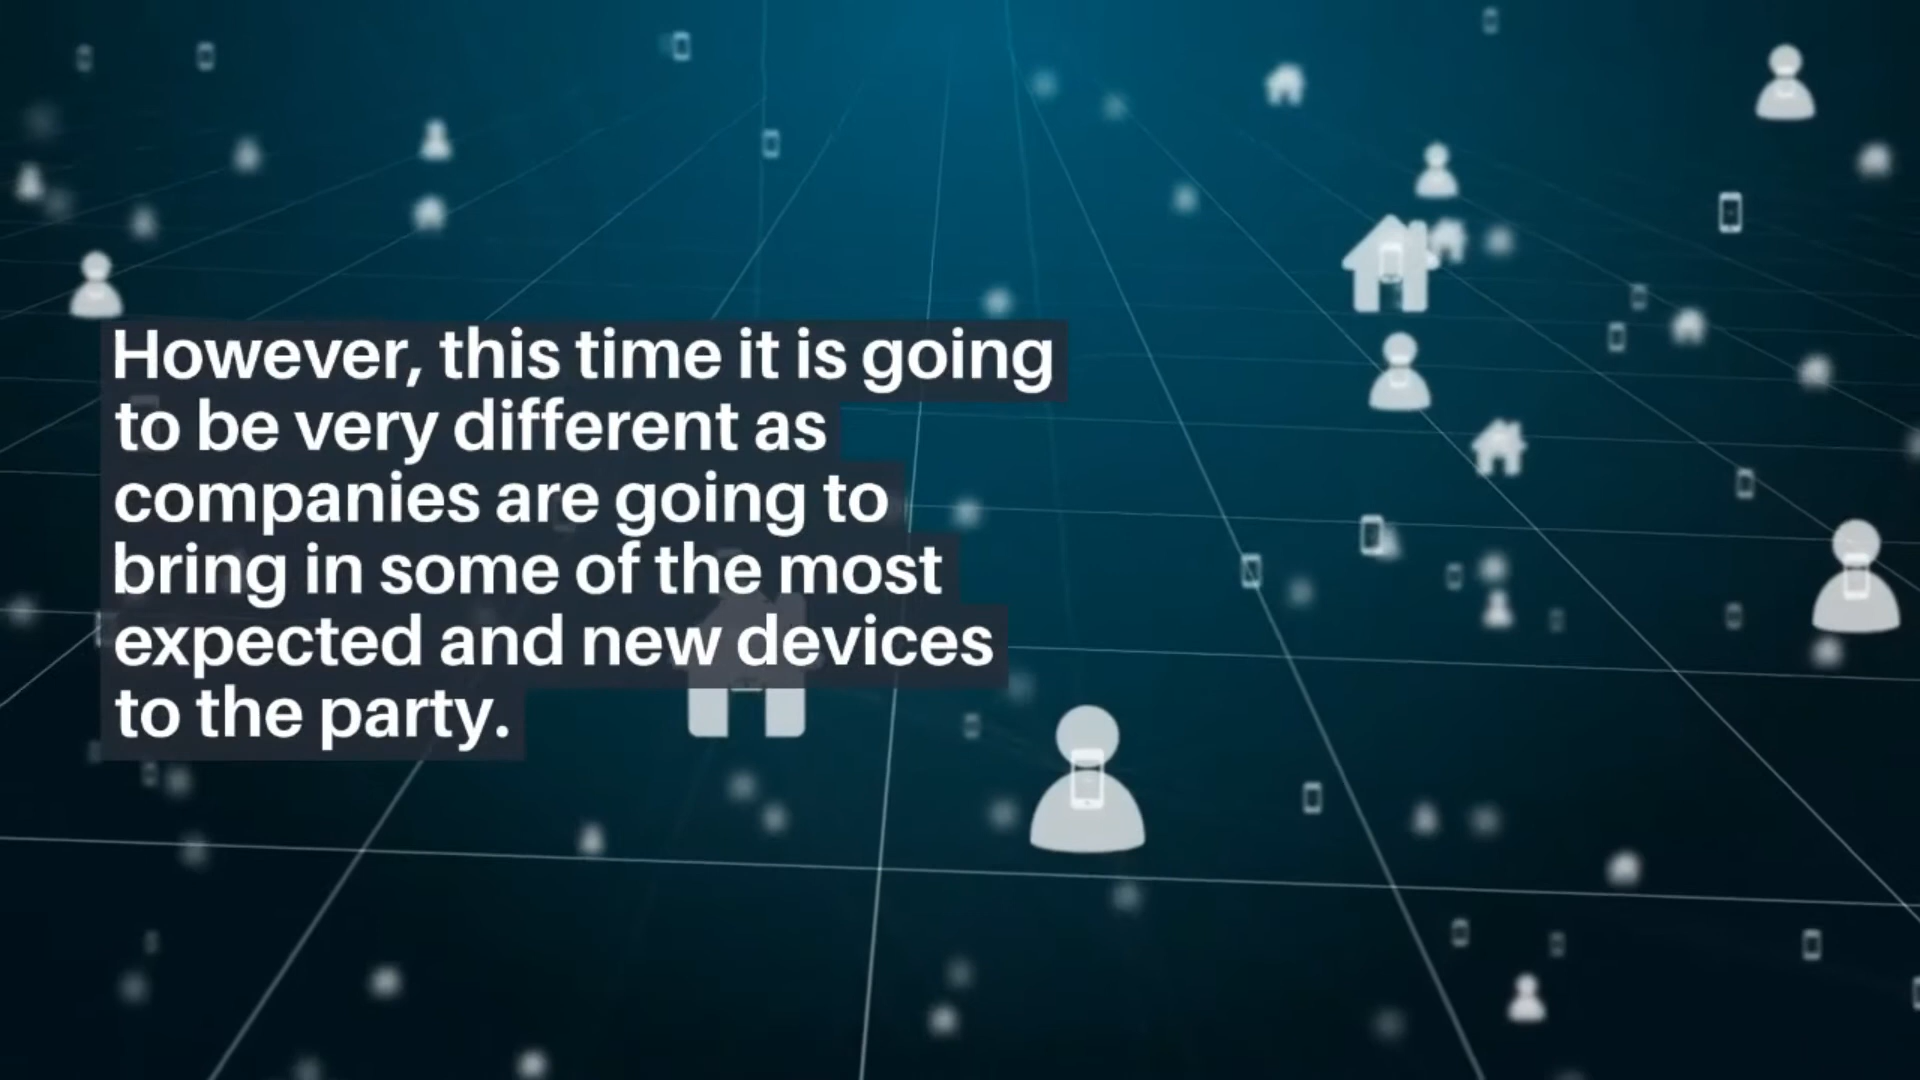 However, this time it is going
to be very different as
companies are going to
bring in some of the most
expected and new devices
to the party.